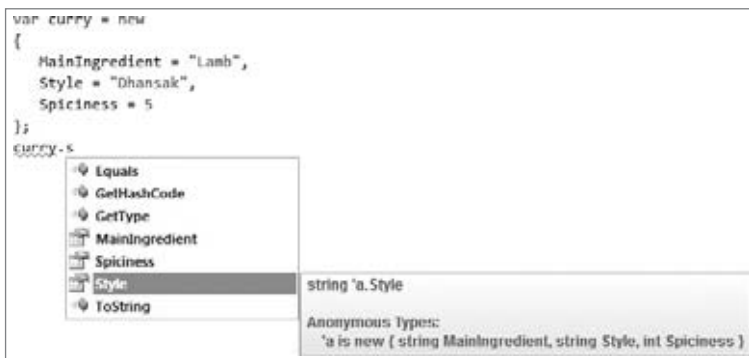 var curry = new
{
MainIngredient = "Lamb",
Style = "Dhansak",
Spiciness = 5
};
curry.s
Equals
GetHashCode
GetType
MainIngredient
Spiciness
Style
ToString
string 'a.Style
Anonymous Types:
'a is new { string MainIngredient, string Style, int Spiciness }